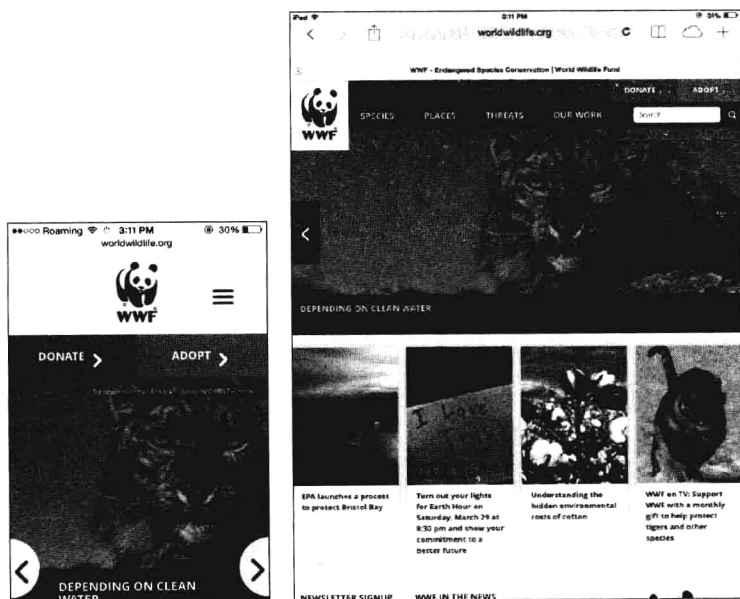 Roaming 3:11 PM 30%
worldwildlife.org
WWF
DONATE
ADOPT
DEPENDING ON CLEAN
WATER
iPad 3:11 PM 31%
worldwildlife.org
WWF - Endangered Species Conservation | World Wildlife Fund
DONATE ADOPT
WWF
SPECIES PLACES THREATS OUR WORK Search
DEPENDING ON CLEAN WATER
I Love
EPA launches a process
to protect Bristol Bay
Turn out your lights
for Earth Hour on
Saturday, March 29 at
8:30 pm and show your
commitment to a
better future
Understanding the
hidden environmental
costs of cotton
WWF on TV: Support
WWF with a monthly
gift to help protect
tigers and other
species
NEWSLETTER SIGNUP WWF IN THE NEWS